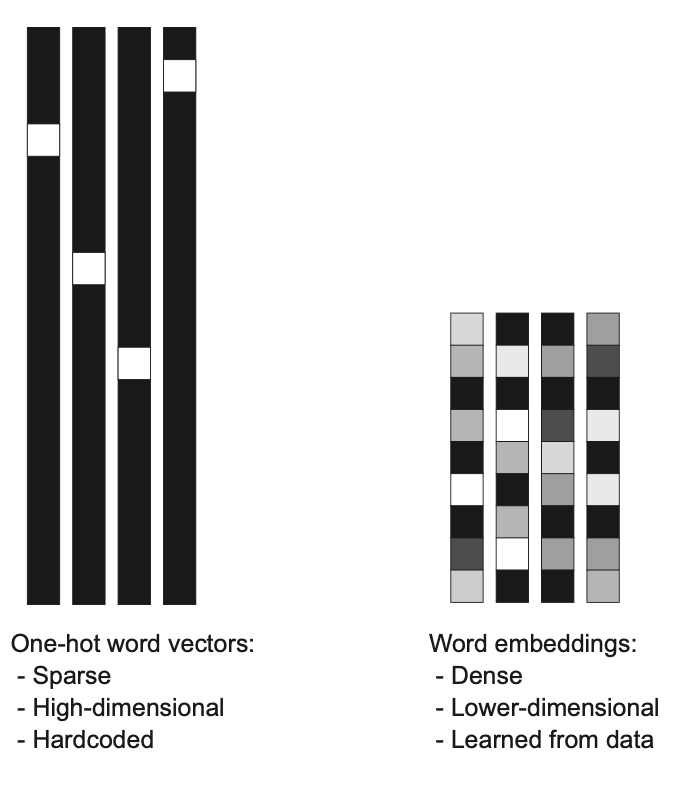 One-hot word vectors:
- Sparse
- High-dimensional
- Hardcoded
Word embeddings:
- Dense
- Lower-dimensional
- Learned from data